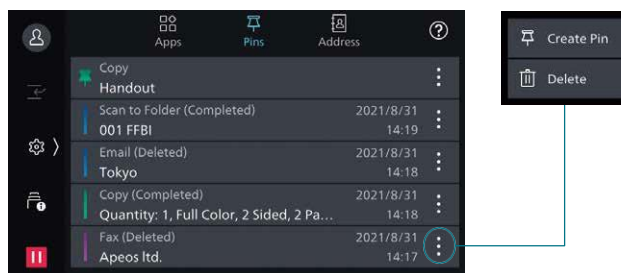 Apps
Pins
Address
?
Copy
Handout
Scan to Folder (Completed) 2021/8/31
001 FFBI 14:19
Email (Deleted) 2021/8/31
Tokyo 14:18
Copy (Completed) 2021/8/31
Quantity: 1, Full Color, 2 Sided, 2 Pa... 14:18
Fax (Deleted) 2021/8/31
Apeos ltd. 14:17
Create Pin
Delete